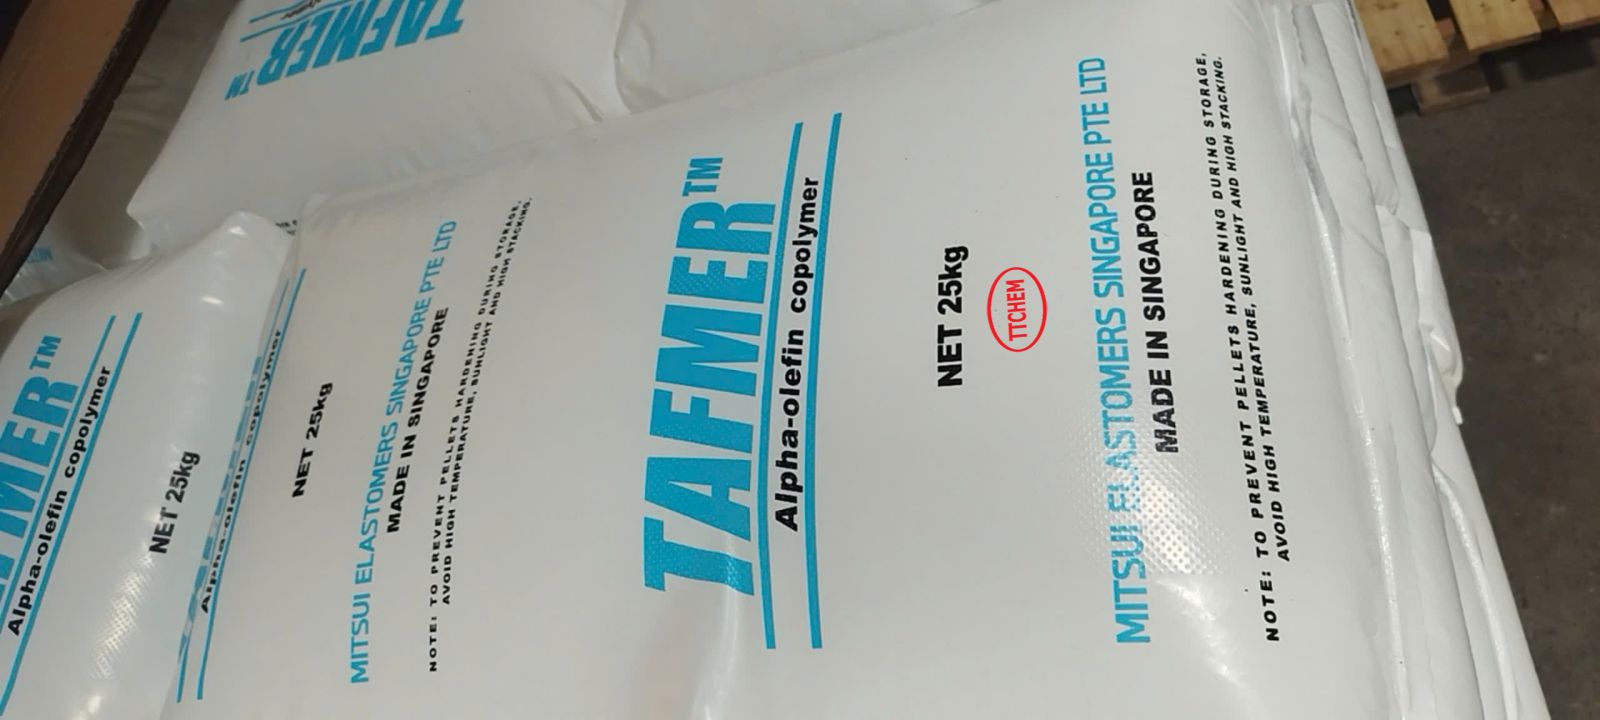 TAFMER™
Alpha-olefin copolymer
NET 25kg
TTCHEM
MITSUI ELASTOMERS SINGAPORE PTE LTD
MADE IN SINGAPORE
NOTE: TO PREVENT PELLETS HARDENING DURING STORAGE,
AVOID HIGH TEMPERATURE, SUNLIGHT AND HIGH STACKING.
Alpha-olefin copolymer
NET 25kg
MITSUI ELASTOMERS SINGAPORE PTE LTD
MADE IN SINGAPORE
NOTE: TO PREVENT PELLETS HARDENING DURING STORAGE,
AVOID HIGH TEMPERATURE, SUNLIGHT AND HIGH STACKING.
MER™
Alpha-olefin copolymer
NET 25kg
TAFMER™